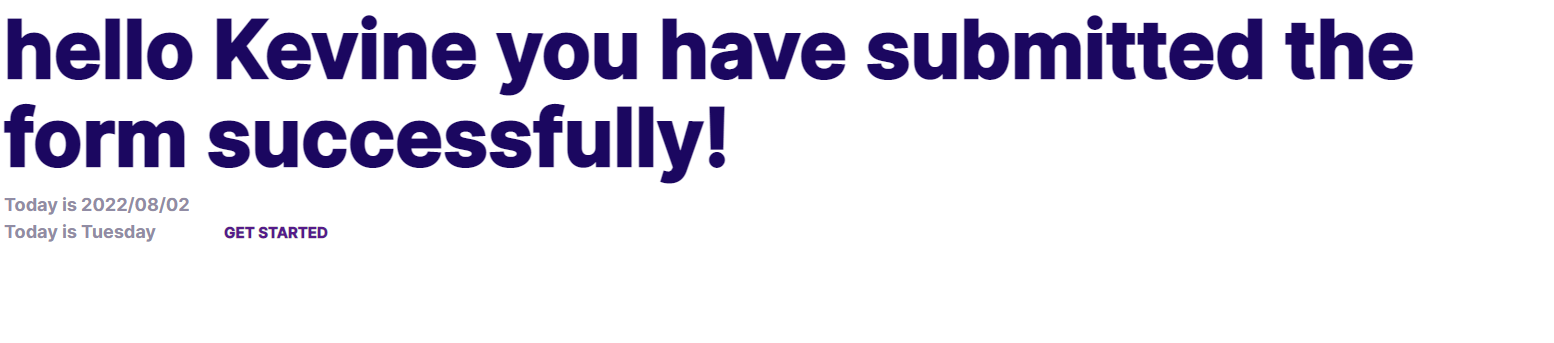 hello Kevine you have submitted the
form successfully!
Today is 2022/08/02
Today is Tuesday GET STARTED